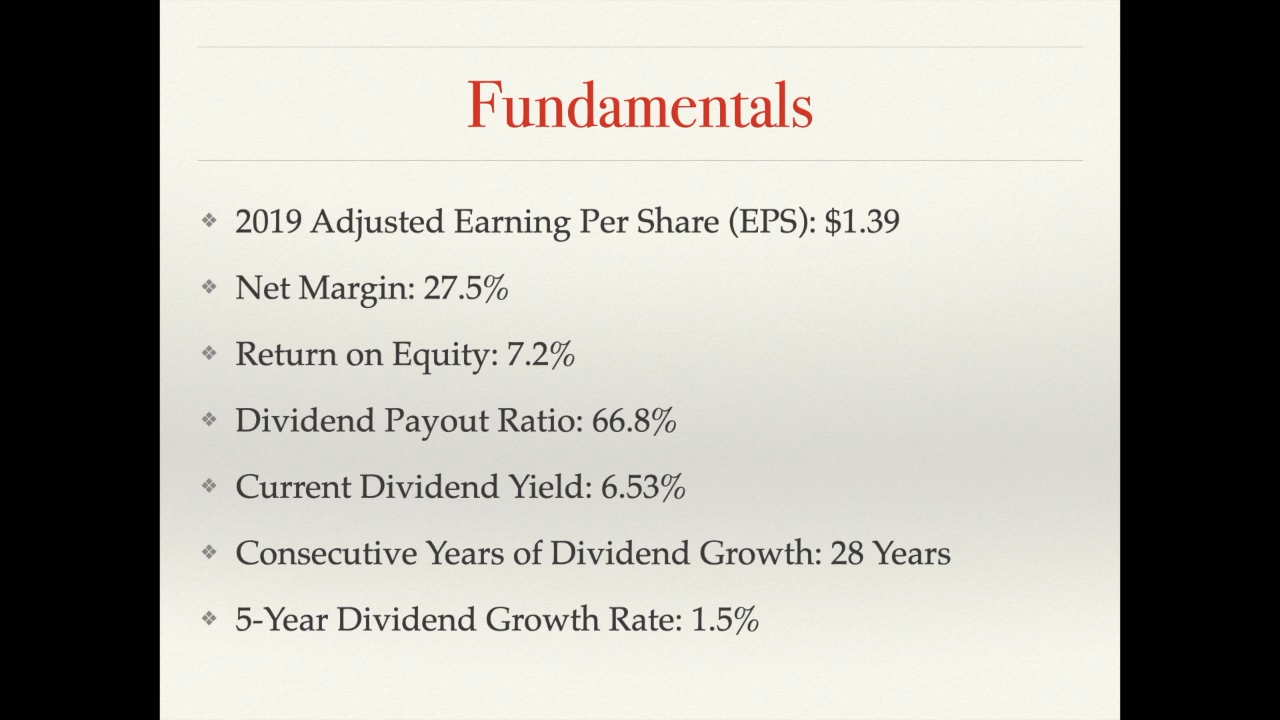 Fundamentals
2019 Adjusted Earning Per Share (EPS): $1.39
Net Margin: 27.5%
Return on Equity: 7.2%
Dividend Payout Ratio: 66.8%
Current Dividend Yield: 6.53%
Consecutive Years of Dividend Growth: 28 Years
5-Year Dividend Growth Rate: 1.5%